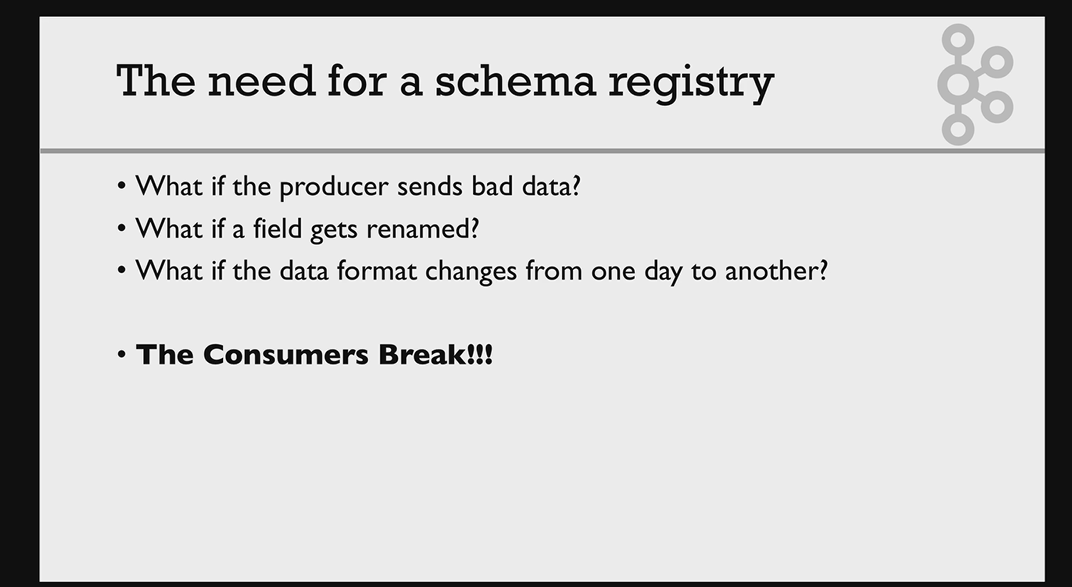 The need for a schema registry
• What if the producer sends bad data?
• What if a field gets renamed?
• What if the data format changes from one day to another?
• The Consumers Break!!!